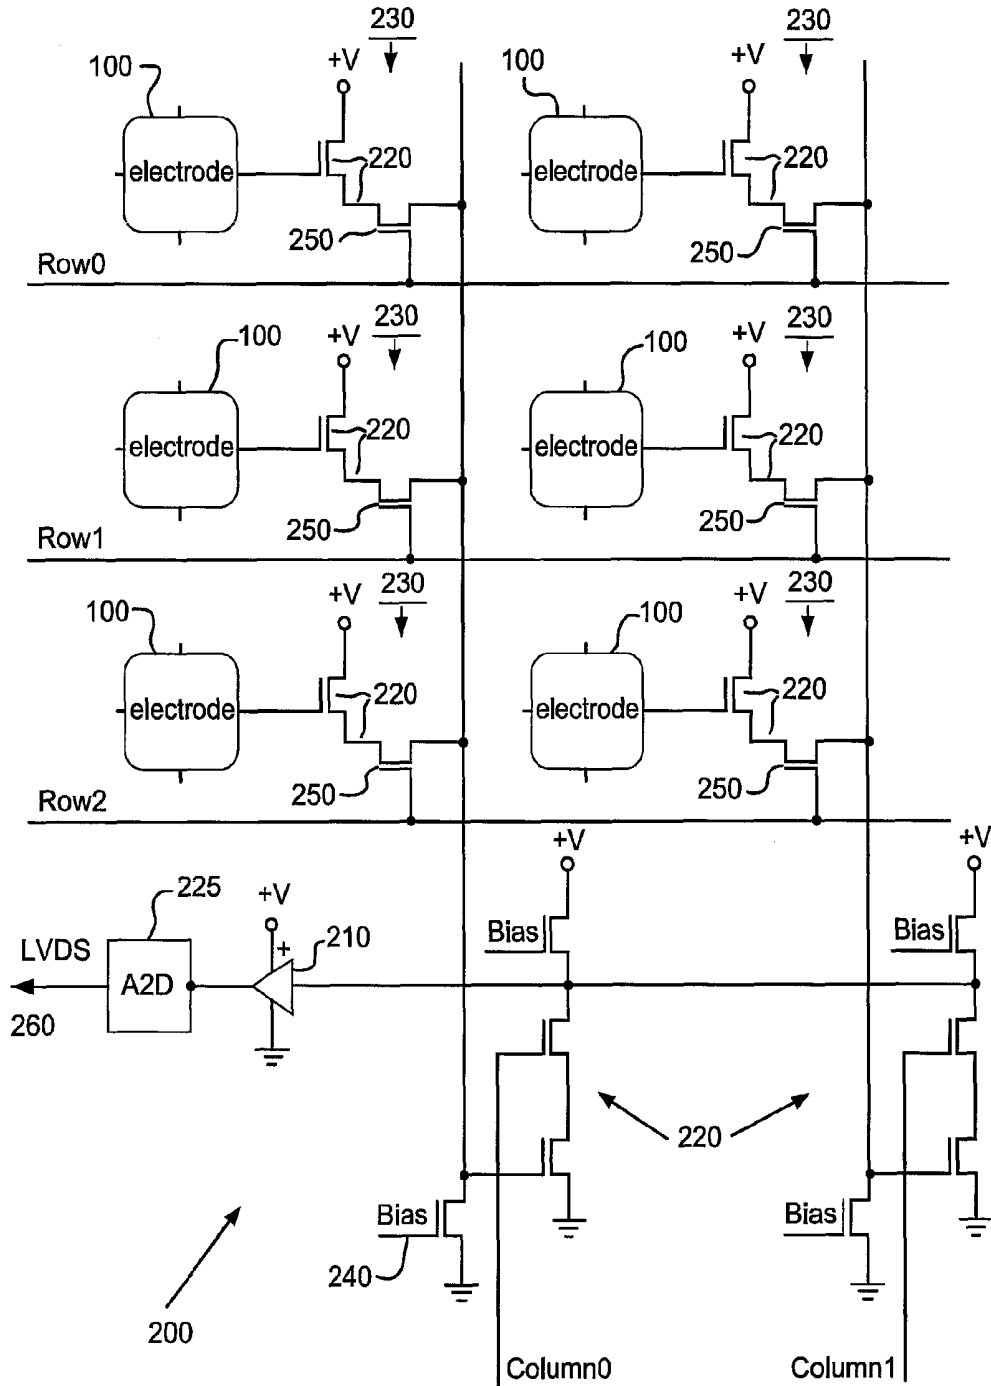 230 230
100 +V 100 +V
electrode 220 electrode 220
250 250
Row0
230 230
100 +V 100 +V
electrode 220 electrode 220
250 250
Row1
230 230
100 +V 100 +V
electrode 220 electrode 220
250 250
Row2
+V +V
225 +V
LVDS A2D + 210 Bias Bias
260
220
Bias Bias
240
200
Column0 Column1